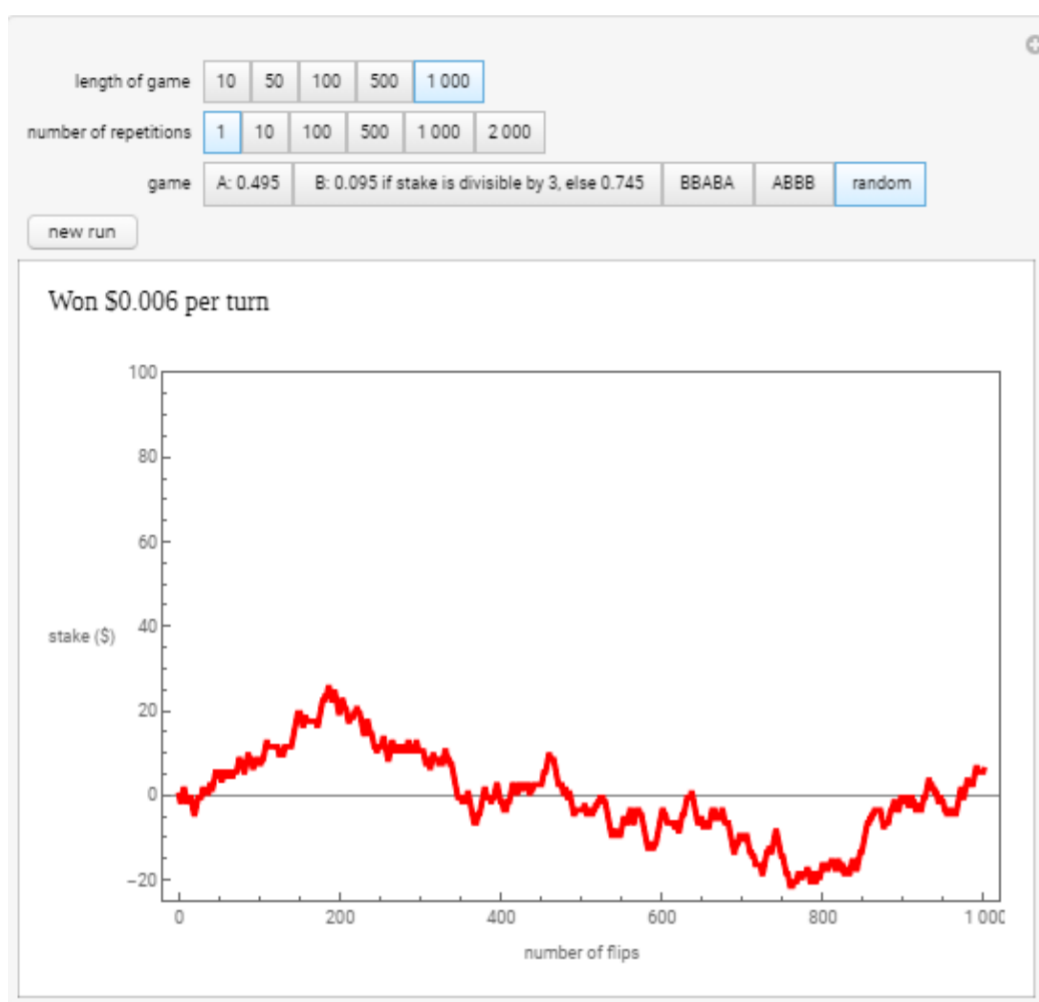 length of game 10 50 100 500 1 000
number of repetitions 1 10 100 500 1 000 2 000
game A: 0.495 B: 0.095 if stake is divisible by 3, else 0.745 BBABA ABBB random
new run
Won $0.006 per turn
100
80
60
stake ($) 40
20
0
−20
0 200 400 600 800 1 000
number of flips